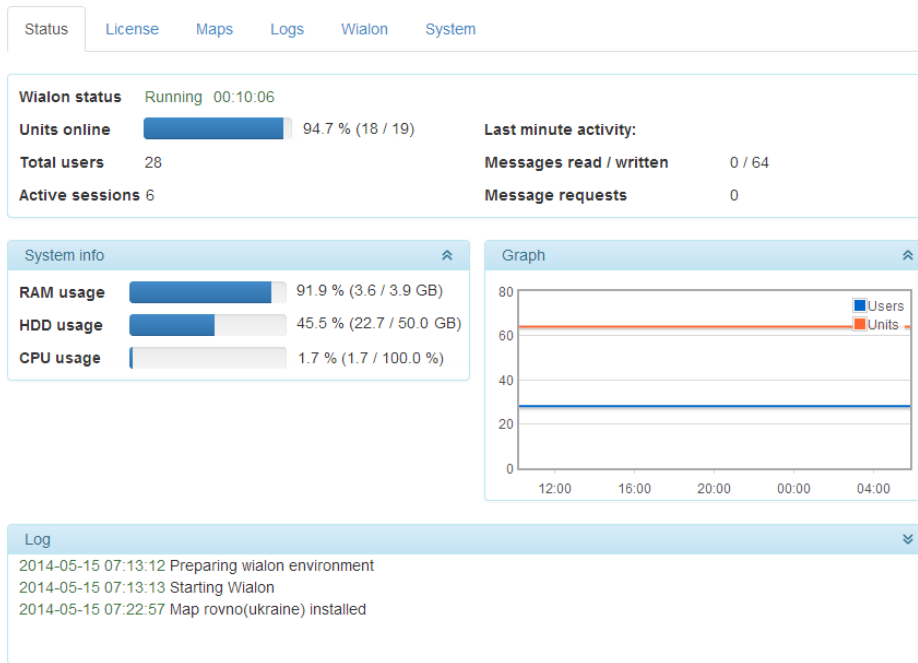 Status License Maps Logs Wialon System
Wialon status Running 00:10:06
Units online 94.7 % (18 / 19) Last minute activity:
Total users 28 Messages read / written 0 / 64
Active sessions 6 Message requests 0
System info
RAM usage 91.9 % (3.6 / 3.9 GB)
HDD usage 45.5 % (22.7 / 50.0 GB)
CPU usage 1.7 % (1.7 / 100.0 %)
Graph
80
60
40
20
0
Users
Units
12:00 16:00 20:00 00:00 04:00
Log
2014-05-15 07:13:12 Preparing wialon environment
2014-05-15 07:13:13 Starting Wialon
2014-05-15 07:22:57 Map rovno(ukraine) installed